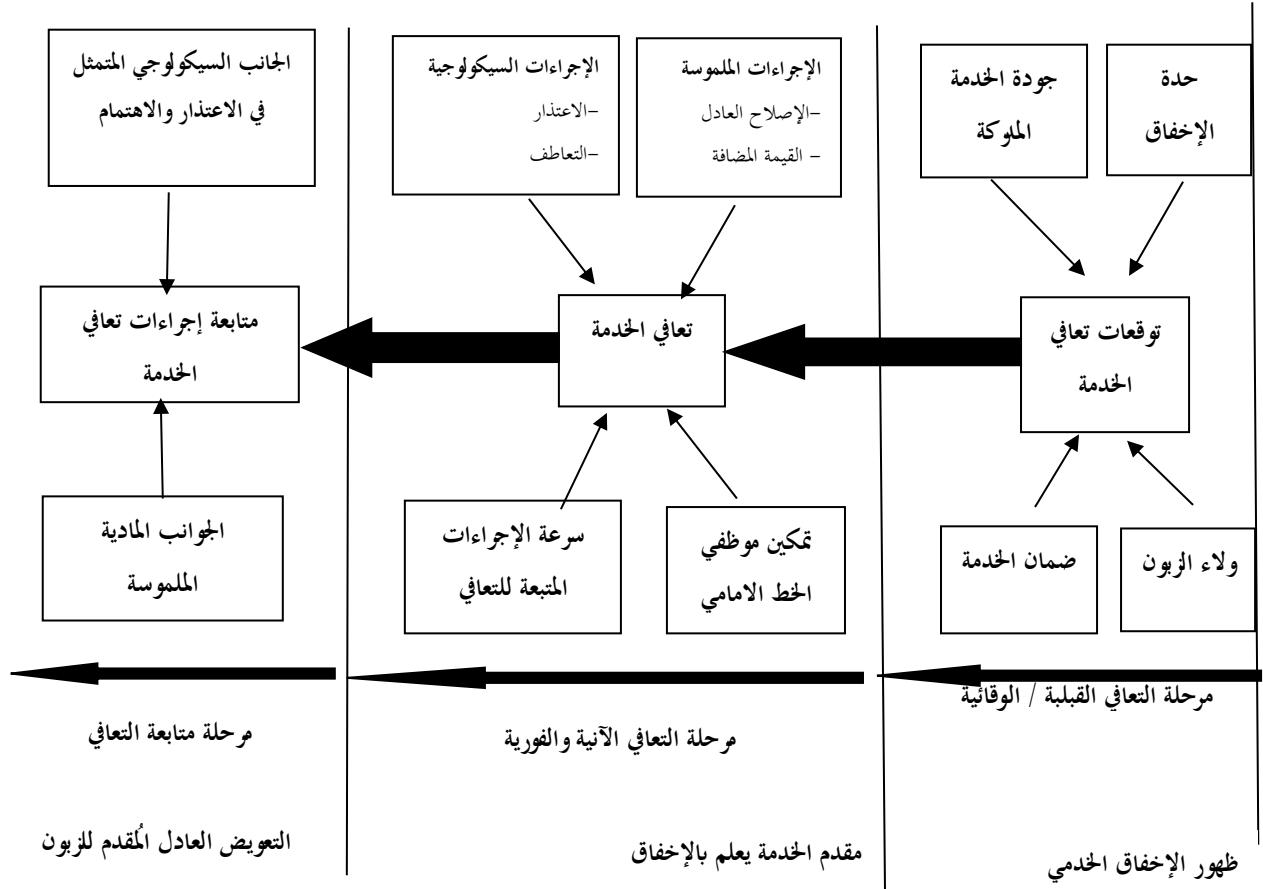 حدة
الإخفاق
جودة الخدمة
الملوكة
توقعات تعافي
الخدمة
ولاء الزبون
ضمان الخدمة
مرحلة التعافي القبلبة / الوقائية
ظهور الإخفاق الخدمي
الإجراءات الملموسة
–الإصلاح العادل
– القيمة المضافة
الإجراءات السيكولوجية
–الاعتذار
–التعاطف
تعافي الخدمة
تمكين موظفي
الخط الامامي
سرعة الإجراءات
المتبعة للتعافي
مرحلة التعافي الآنية والفورية
مقدم الخدمة يعلم بالإخفاق
الجانب السيكولوجي المتمثل
في الاعتذار والاهتمام
متابعة إجراءات تعافي
الخدمة
الجوانب المادية
الملموسة
مرحلة متابعة التعافي
التعويض العادل المُقدم للزبون